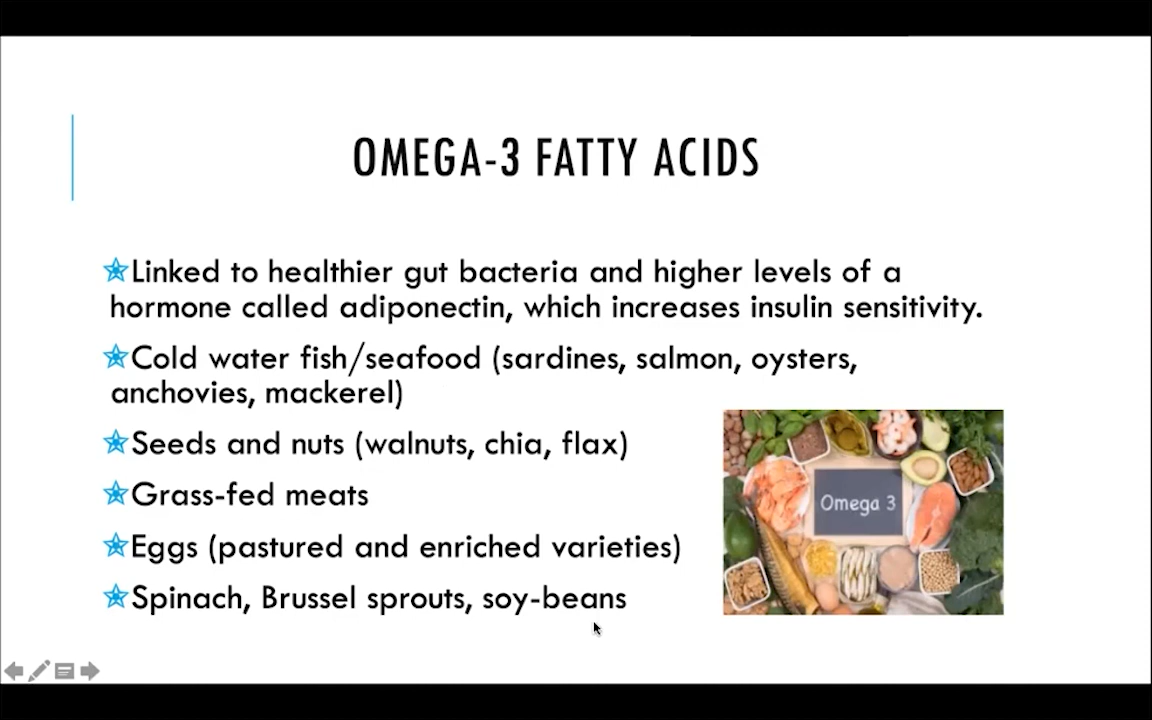 OMEGA-3 FATTY ACIDS
Linked to healthier gut bacteria and higher levels of a
hormone called adiponectin, which increases insulin sensitivity.
Cold water fish/seafood (sardines, salmon, oysters,
anchovies, mackerel)
Seeds and nuts (walnuts, chia, flax)
Grass-fed meats
Eggs (pastured and enriched varieties)
Spinach, Brussel sprouts, soy-beans
Omega 3